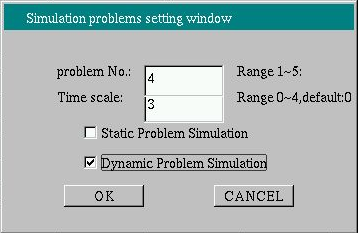 Simulation problems setting window
problem No.: 4 Range 1~5:
Time scale: 3 Range 0~4,default:0
Static Problem Simulation
Dynamic Problem Simulation
OK CANCEL